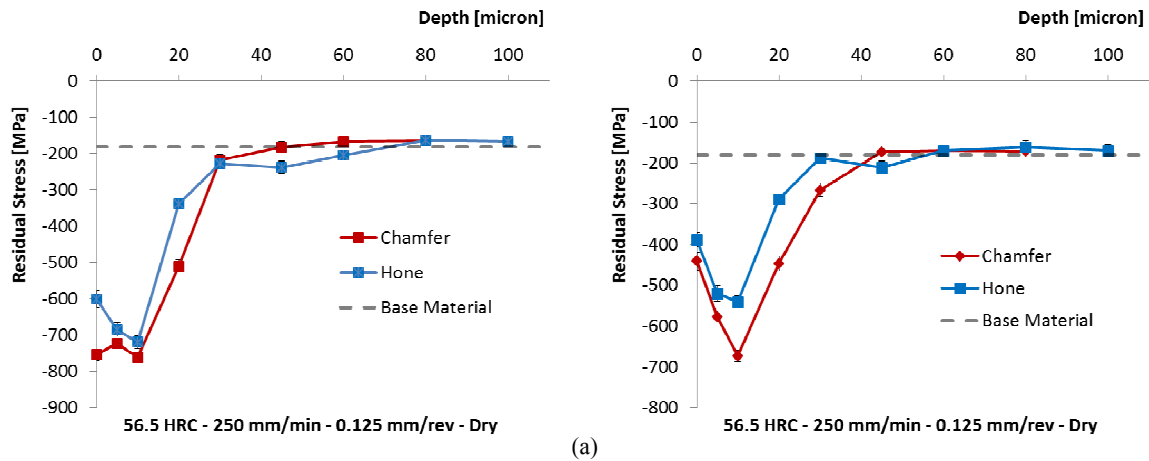 Depth [micron]
0 20 40 60 80 100
0
-100
-200
-300
-400
-500
-600
-700
-800
-900
Residual Stress [MPa]
Chamfer
Hone
Base Material
56.5 HRC - 250 mm/min - 0.125 mm/rev - Dry
Depth [micron]
0 20 40 60 80 100
0
-100
-200
-300
-400
-500
-600
-700
-800
Residual Stress [MPa]
Chamfer
Hone
Base Material
56.5 HRC - 250 mm/min - 0.125 mm/rev - Dry
(a)